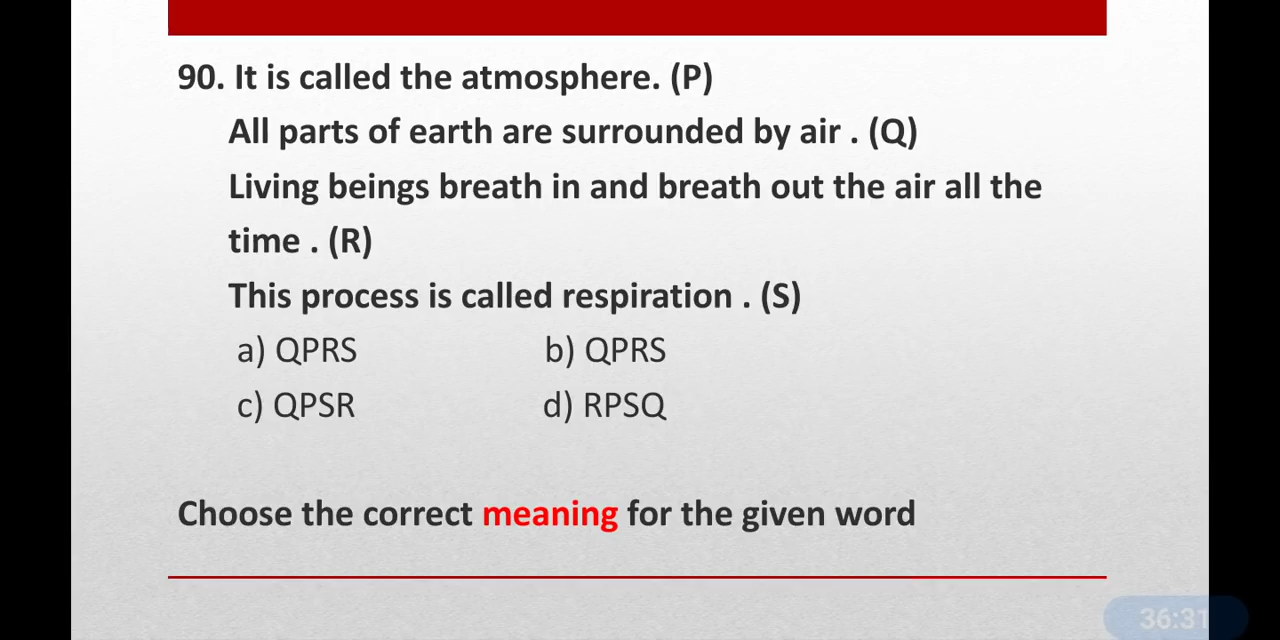 90. It is called the atmosphere. (P)
All parts of earth are surrounded by air . (Q)
Living beings breath in and breath out the air all the
time . (R)
This process is called respiration . (S)
a) QPRS b) QPRS
c) QPSR d) RPSQ
Choose the correct meaning for the given word
36:31